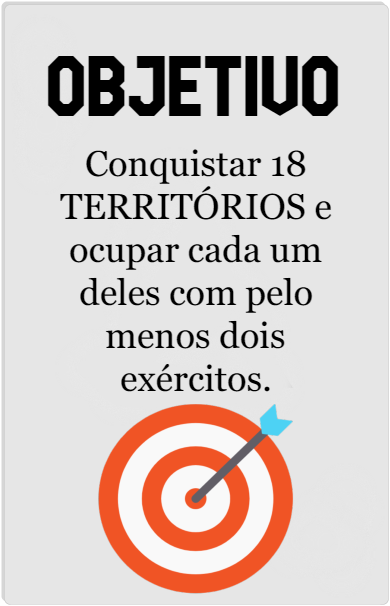 OBJETIVO
Conquistar 18
TERRITÓRIOS e
ocupar cada um
deles com pelo
menos dois
exércitos.